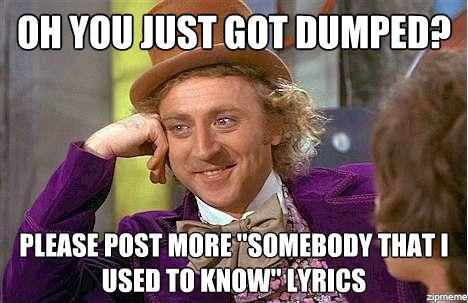 OH YOU JUST GOT DUMPED?
PLEASE POST MORE "SOMEBODY THAT I
USED TO KNOW" LYRICS
zipmeme